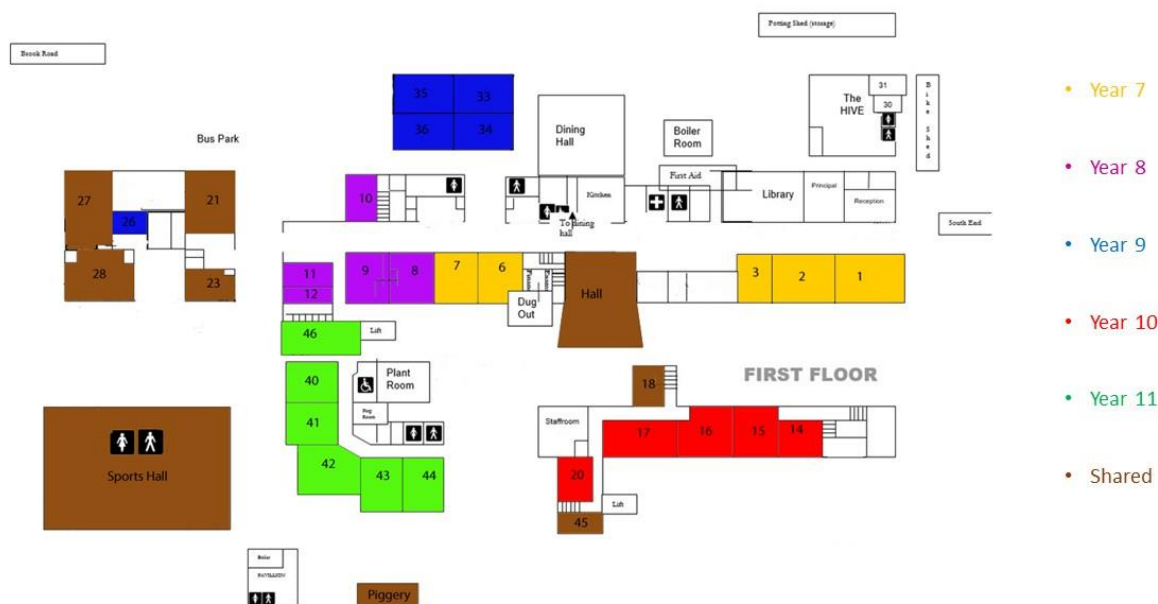 Potting Shed (storage)
Brook Road
31
30
The
HIVE
Bike Shed
35
33
36
34
Dining
Hall
Boiler
Room
Bus Park
First Aid
27
21
26
28
23
10
Kitchen
To dining
hall
Library
Principal
Reception
South End
11
12
9
8
7
6
Dug
Out
Hall
3
2
1
46
Lift
40
Plant
Room
41
42
43
44
FIRST FLOOR
18
Staffroom
17
16
15
14
20
Lift
45
Sports Hall
Boiler
Piggery
• Year 7
• Year 8
• Year 9
• Year 10
• Year 11
• Shared